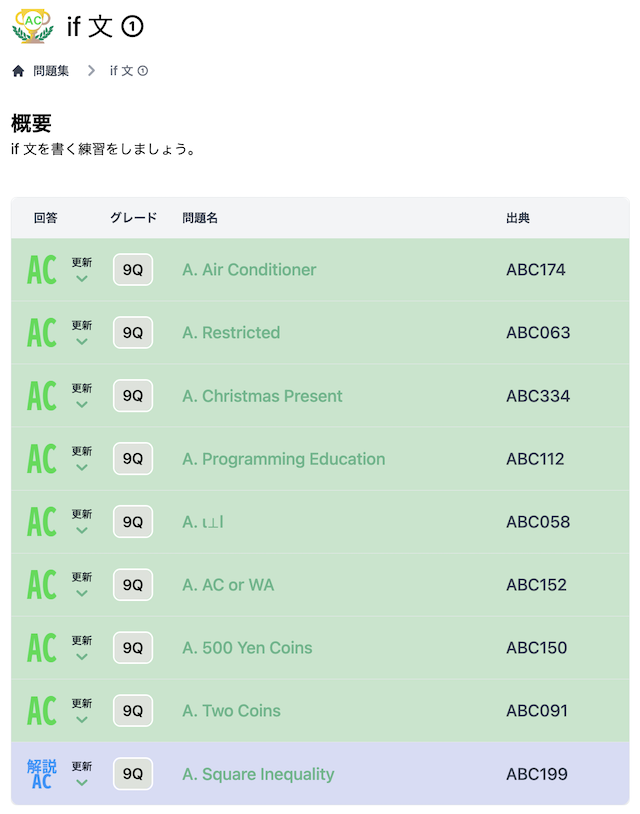 AC if 文 ①
問題集 if 文 ①
概要
if 文を書く練習をしましょう。
回答 グレード 問題名 出典
AC 更新 9Q A. Air Conditioner ABC174
AC 更新 9Q A. Restricted ABC063
AC 更新 9Q A. Christmas Present ABC334
AC 更新 9Q A. Programming Education ABC112
AC 更新 9Q A. ι⊥l ABC058
AC 更新 9Q A. AC or WA ABC152
AC 更新 9Q A. 500 Yen Coins ABC150
AC 更新 9Q A. Two Coins ABC091
解説AC 更新 9Q A. Square Inequality ABC199